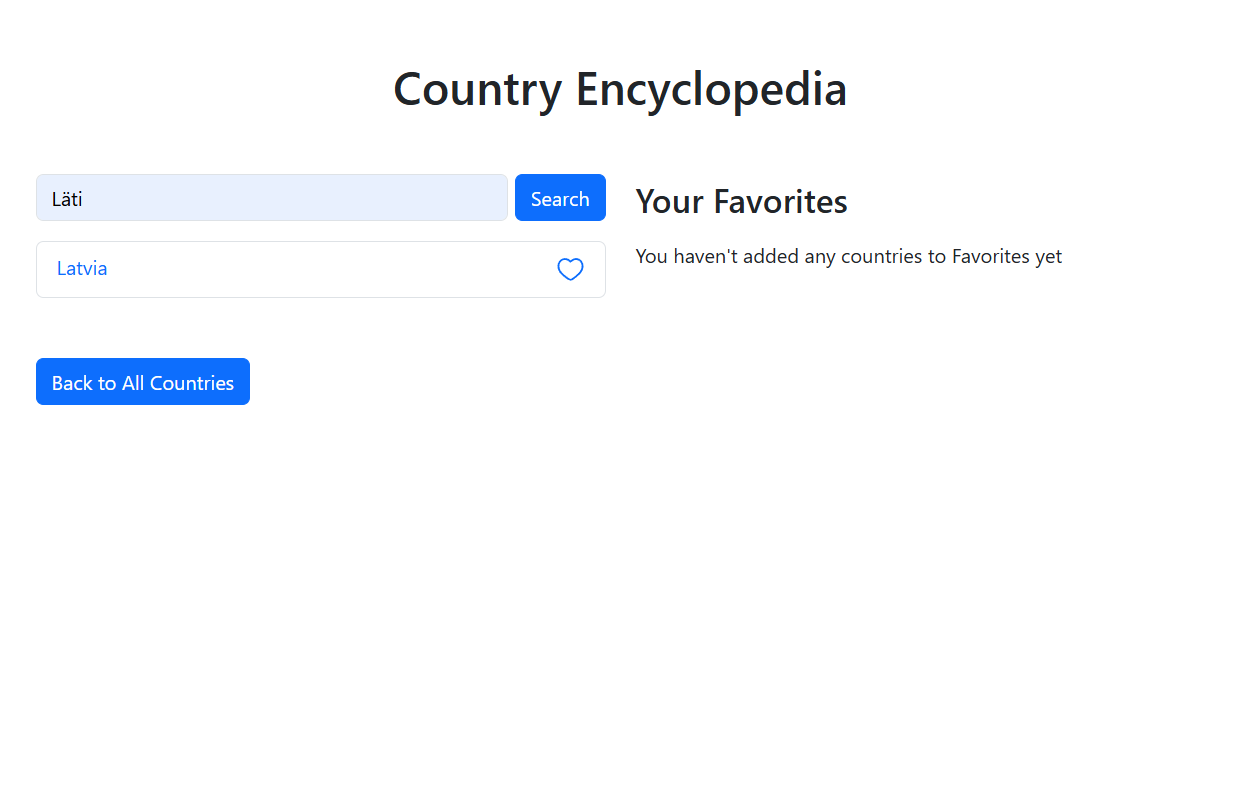 Country Encyclopedia
Läti
Search
Latvia
Back to All Countries
Your Favorites
You haven't added any countries to Favorites yet